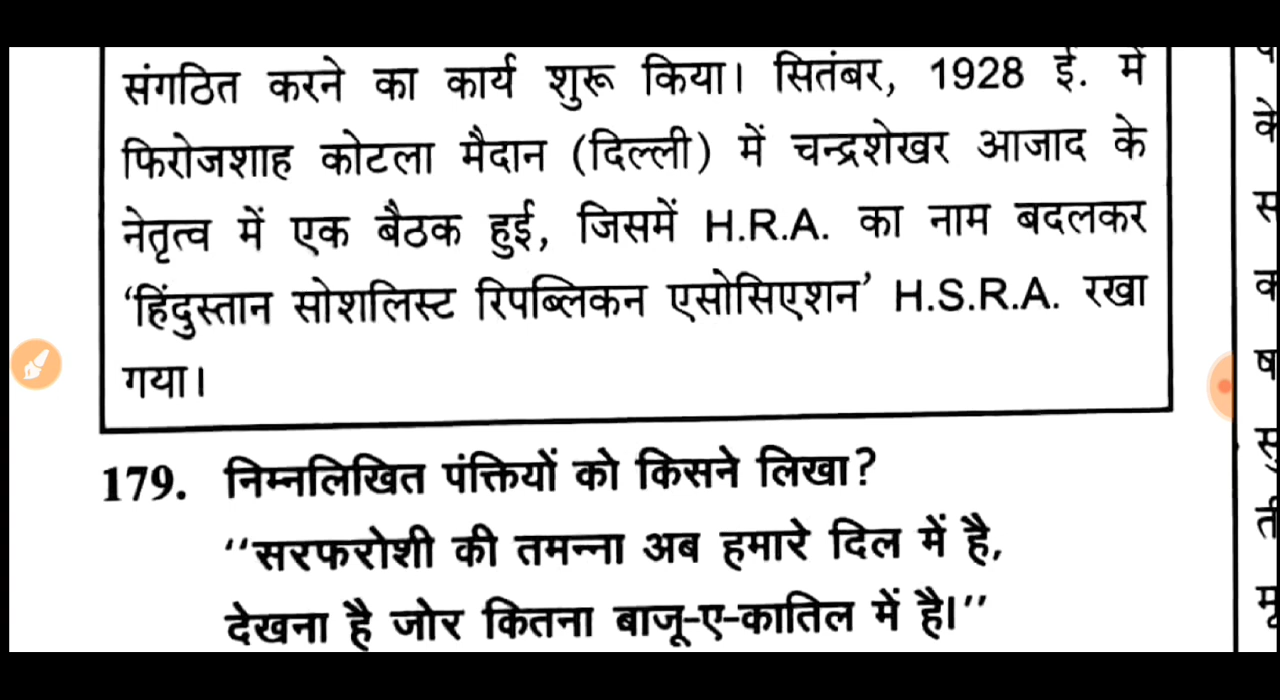 संगठित करने का कार्य शुरू किया। सितंबर, 1928 ई. में
फिरोजशाह कोटला मैदान (दिल्ली) में चन्द्रशेखर आजाद के
नेतृत्व में एक बैठक हुई, जिसमें H.R.A. का नाम बदलकर
‘हिंदुस्तान सोशलिस्ट रिपब्लिकन एसोसिएशन’ H.S.R.A. रखा
गया।
179. निम्नलिखित पंक्तियों को किसने लिखा?
‘‘सरफरोशी की तमन्ना अब हमारे दिल में है,
देखना है जोर कितना बाजू-ए-कातिल में है।’’